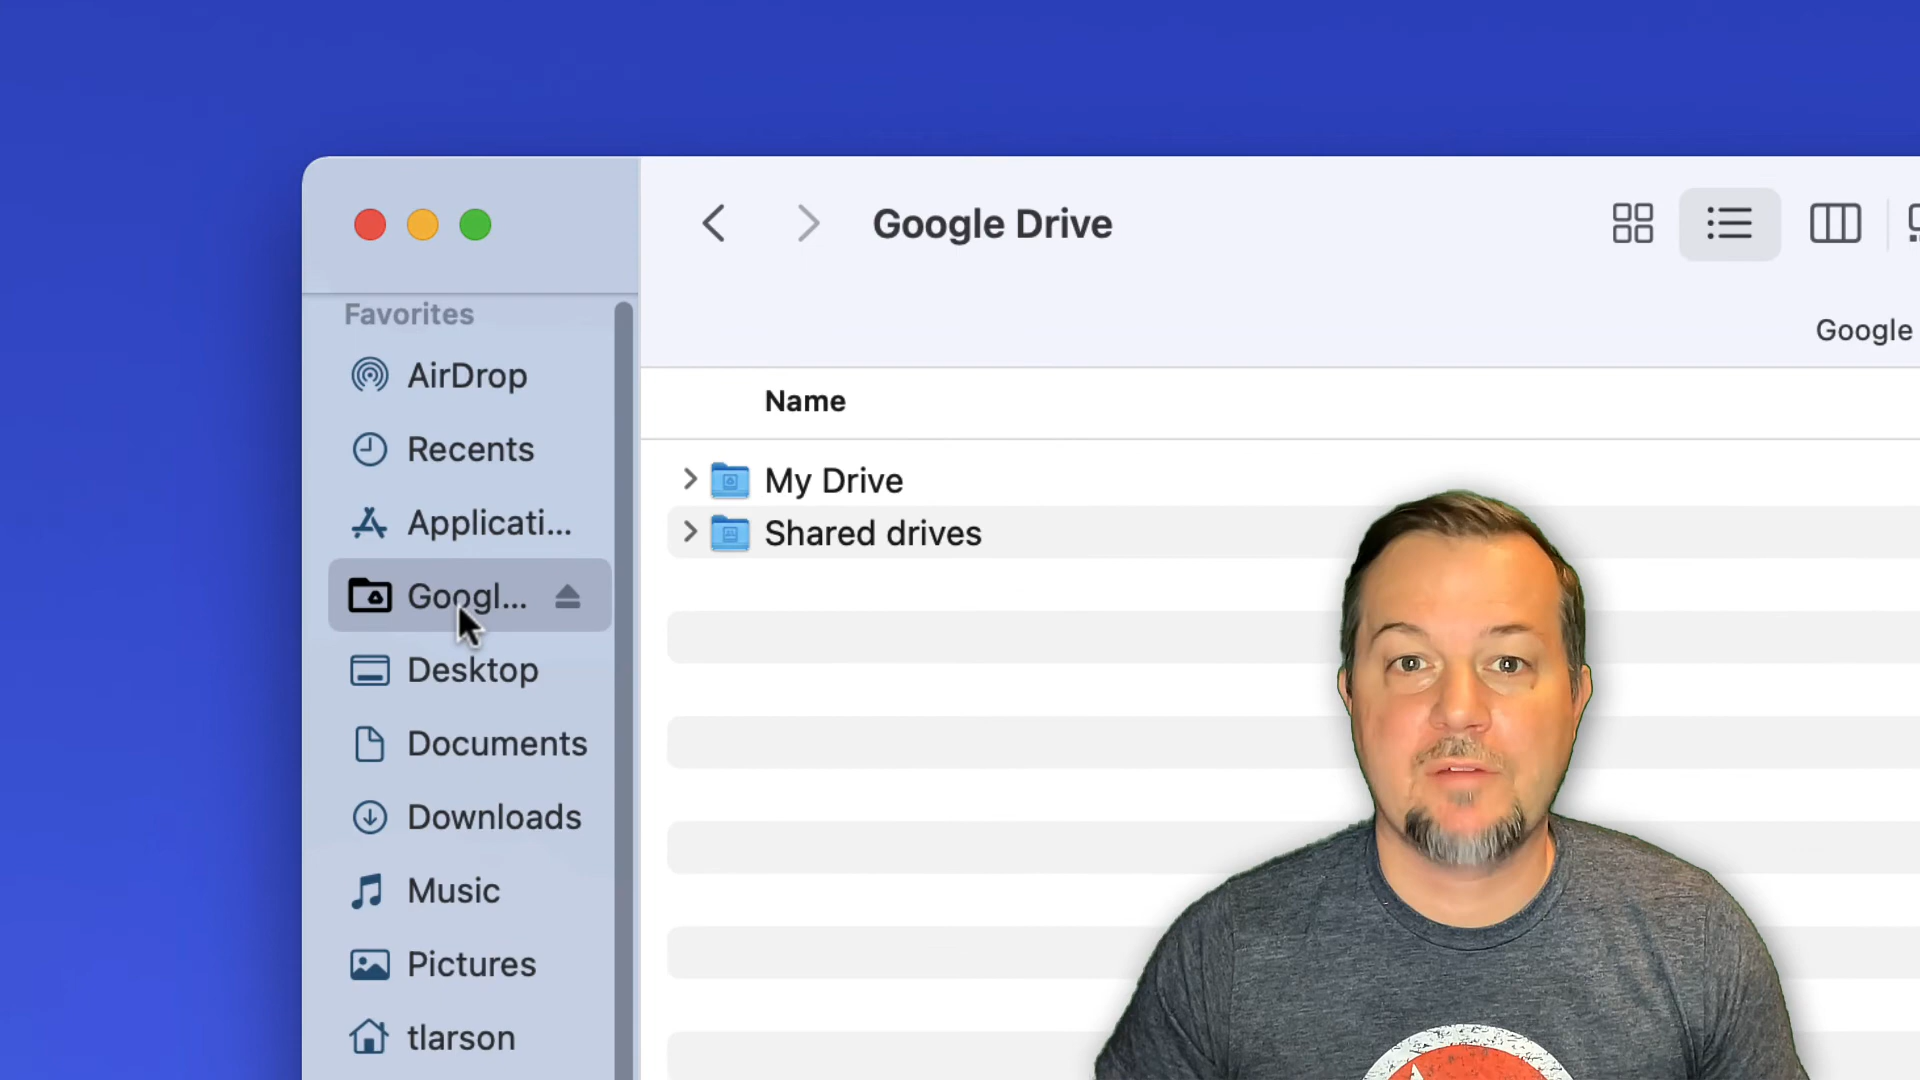 Google Drive
Favorites
Google
AirDrop
Name
Recents
My Drive
Applicati...
Shared drives
Googl...
Desktop
Documents
Downloads
Music
Pictures
tlarson